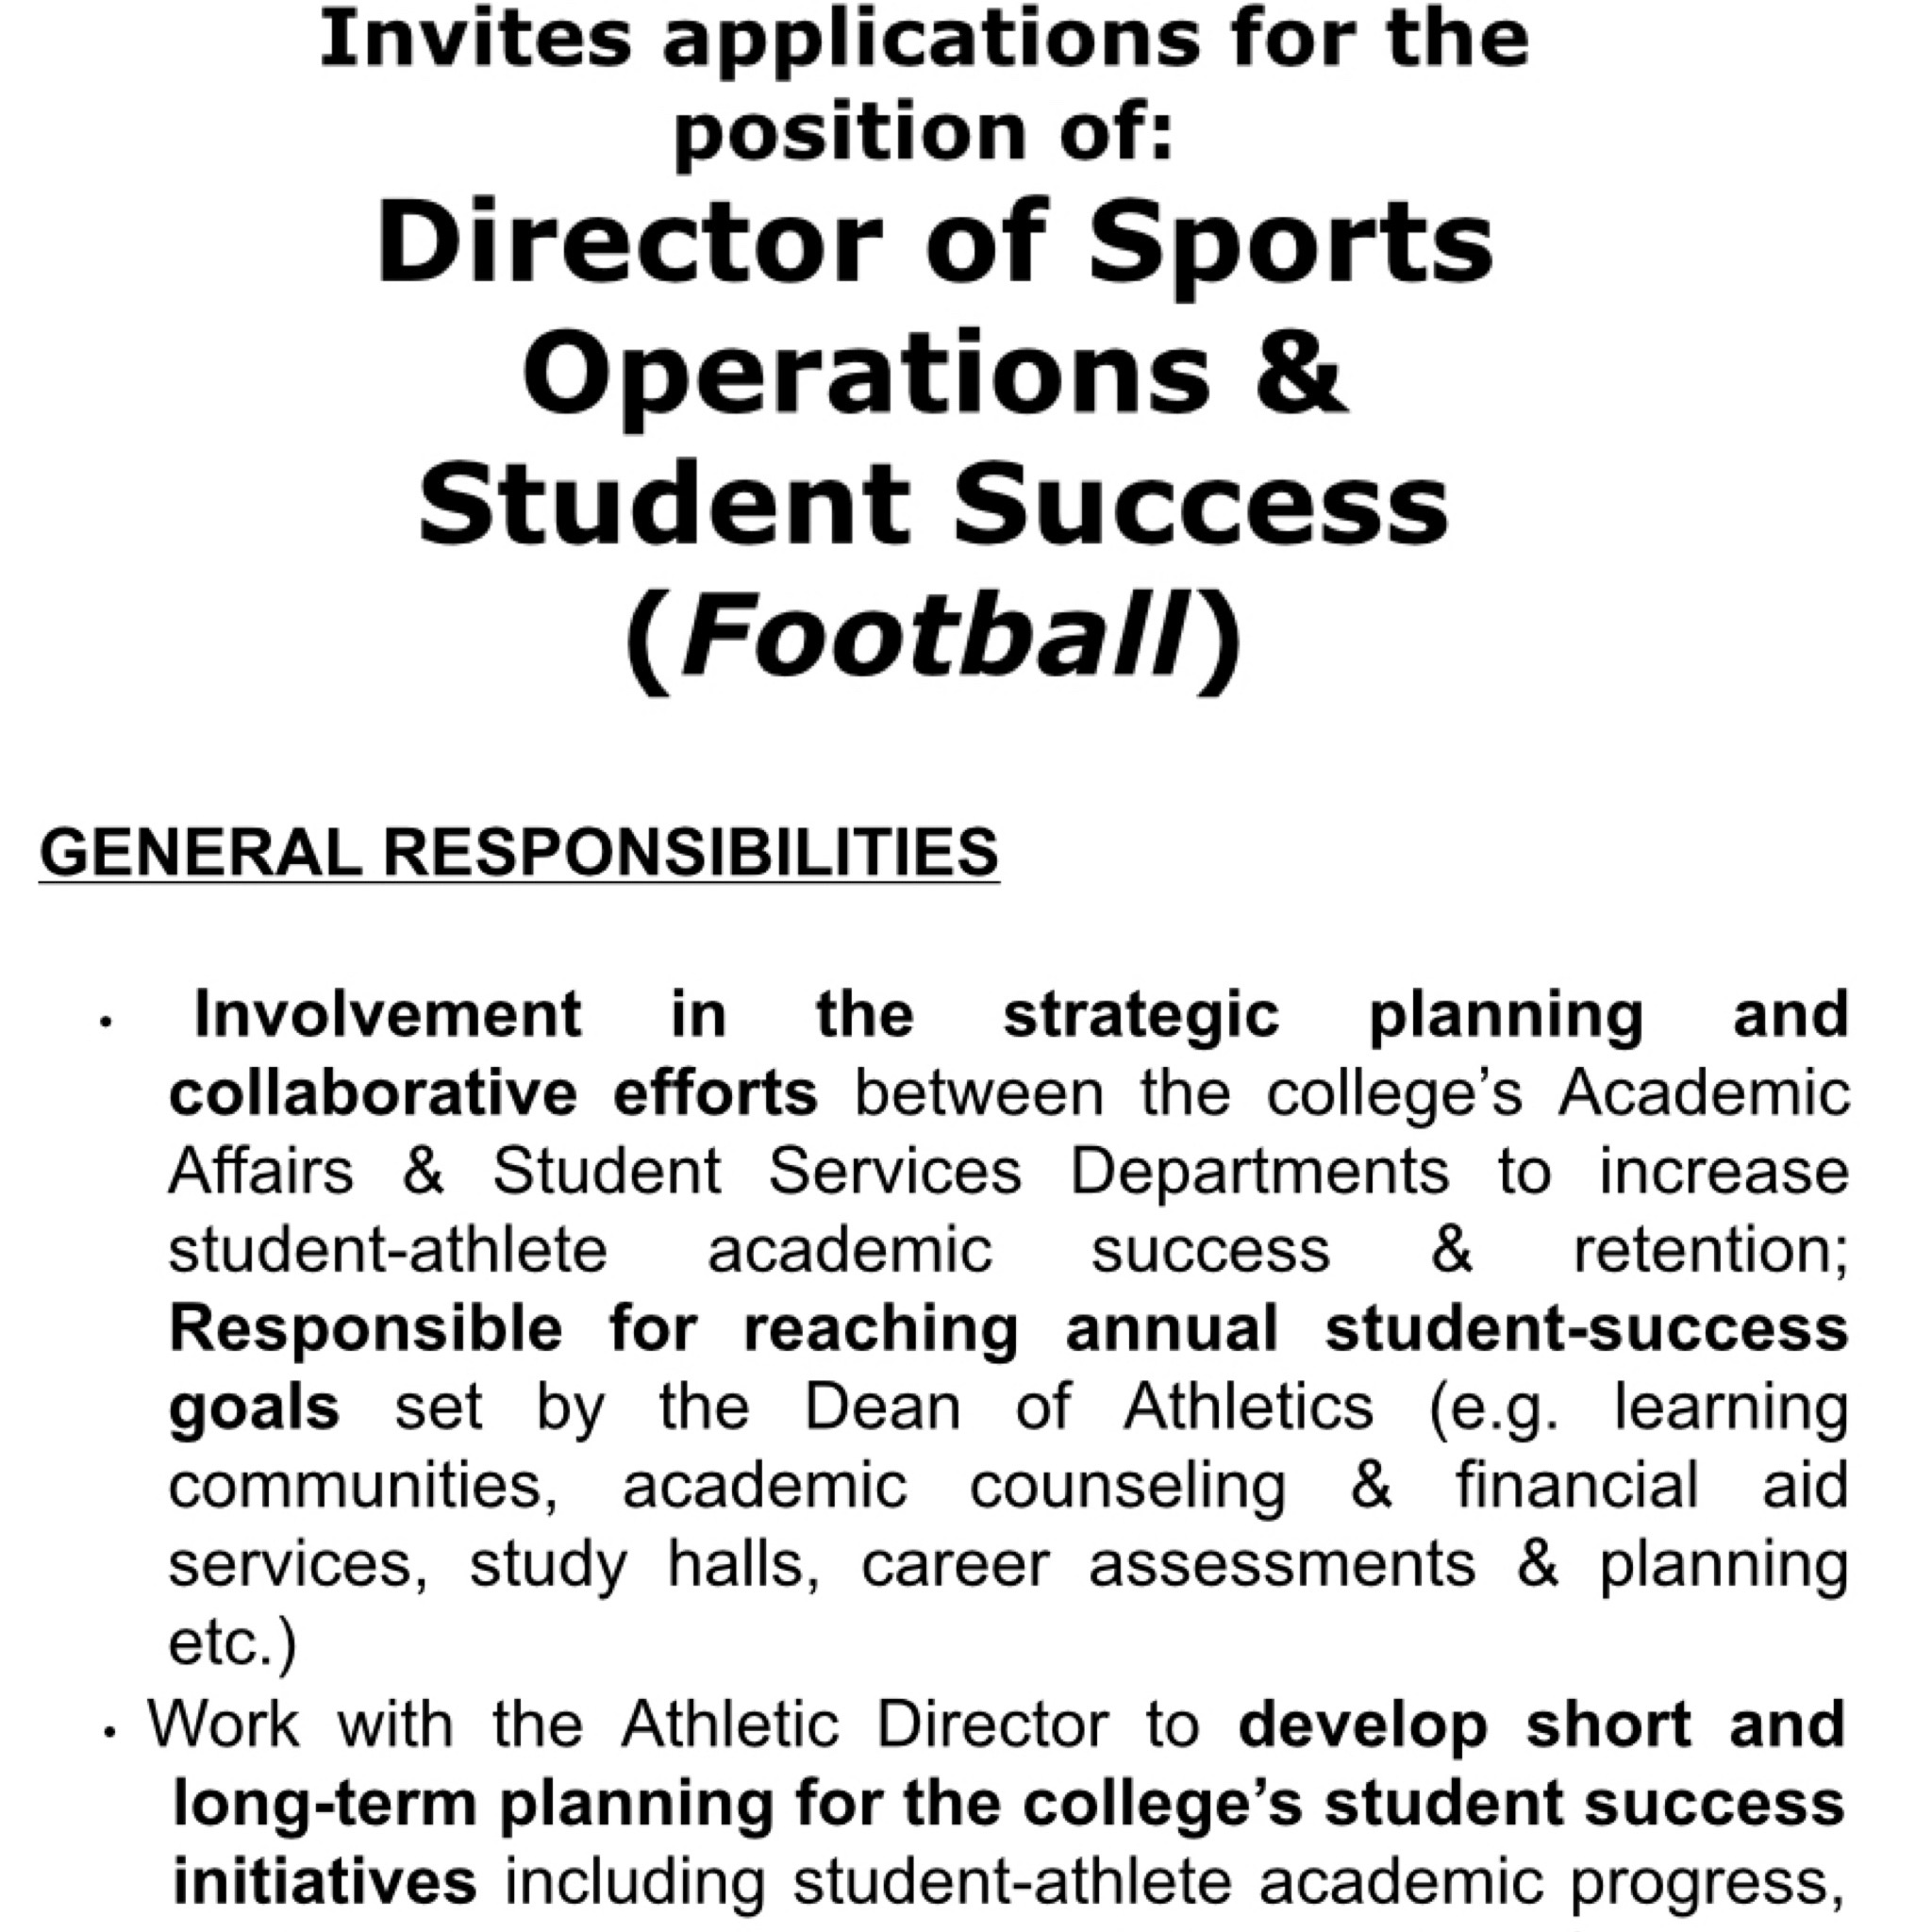 Invites applications for the
position of:
Director of Sports
Operations &
Student Success
(Football)
GENERAL RESPONSIBILITIES
• Involvement in the strategic planning and
collaborative efforts between the college’s Academic
Affairs & Student Services Departments to increase
student-athlete academic success & retention;
Responsible for reaching annual student-success
goals set by the Dean of Athletics (e.g. learning
communities, academic counseling & financial aid
services, study halls, career assessments & planning
etc.)
• Work with the Athletic Director to develop short and
long-term planning for the college’s student success
initiatives including student-athlete academic progress,